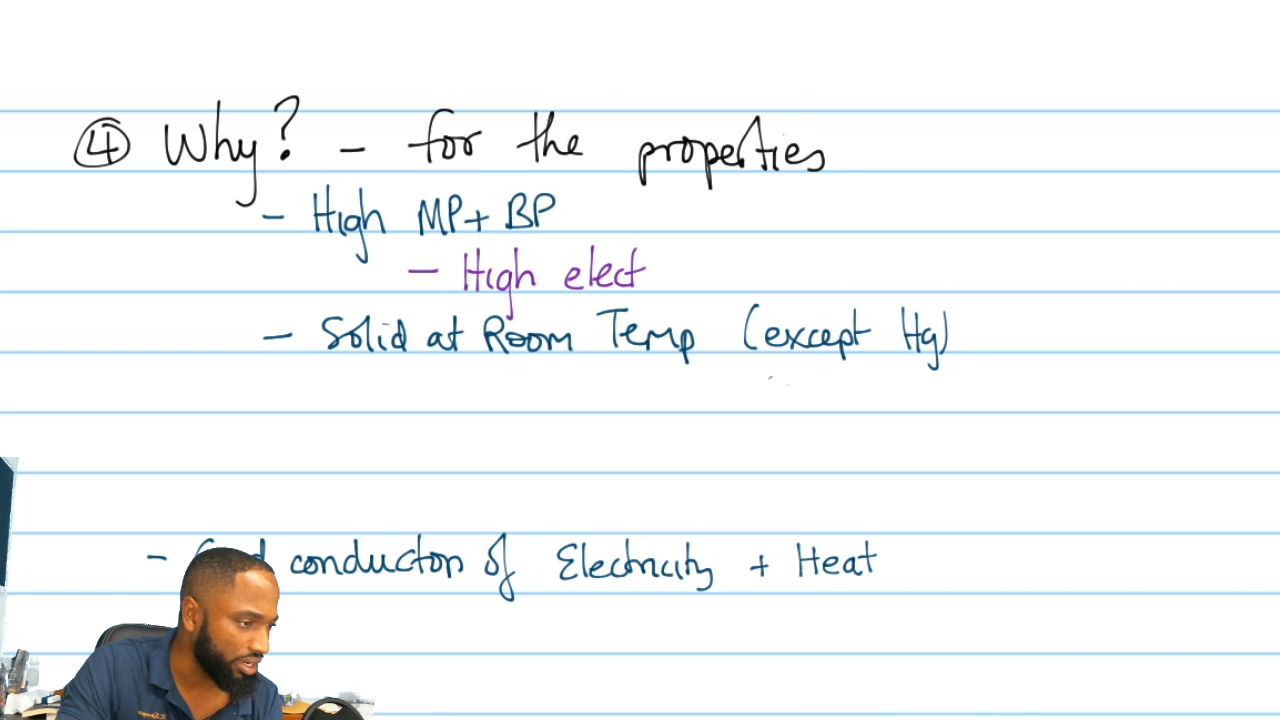 ④ Why? - for the properties
- High MP + BP
- High elect
- Solid at Room Temp (except Hg)
- conductor of Electricity + Heat